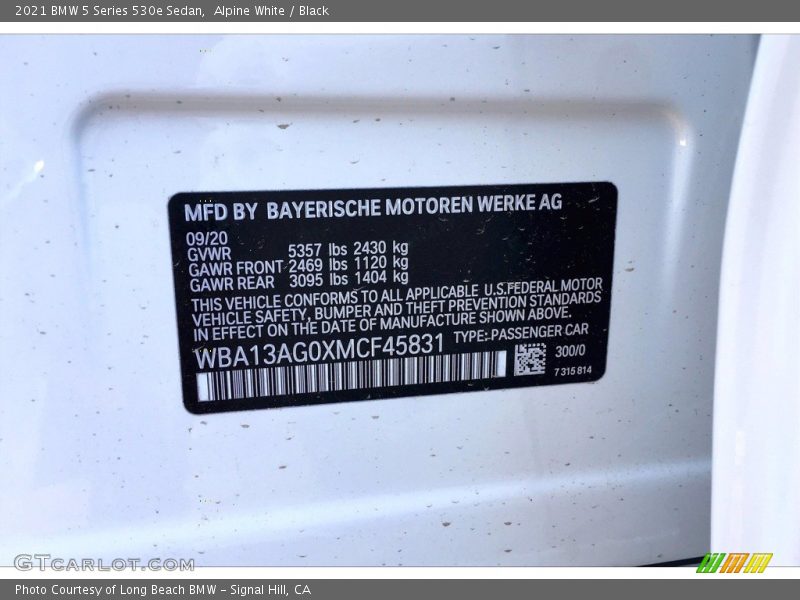 2021 BMW 5 Series 530e Sedan,  Alpine White / Black
MFD BY BAYERISCHE MOTOREN WERKE AG
09/20
GVWR 5357 lbs 2430 kg
GAWR FRONT 2469 lbs 1120 kg
GAWR REAR 3095 lbs 1404 kg
THIS VEHICLE CONFORMS TO ALL APPLICABLE U.S.FEDERAL MOTOR
VEHICLE SAFETY, BUMPER AND THEFT PREVENTION STANDARDS
IN EFFECT ON THE DATE OF MANUFACTURE SHOWN ABOVE.
WBA13AG0XMCF45831 TYPE: PASSENGER CAR
300/0
7 315 814
GTcarlot.com
Photo Courtesy of Long Beach BMW - Signal Hill, CA